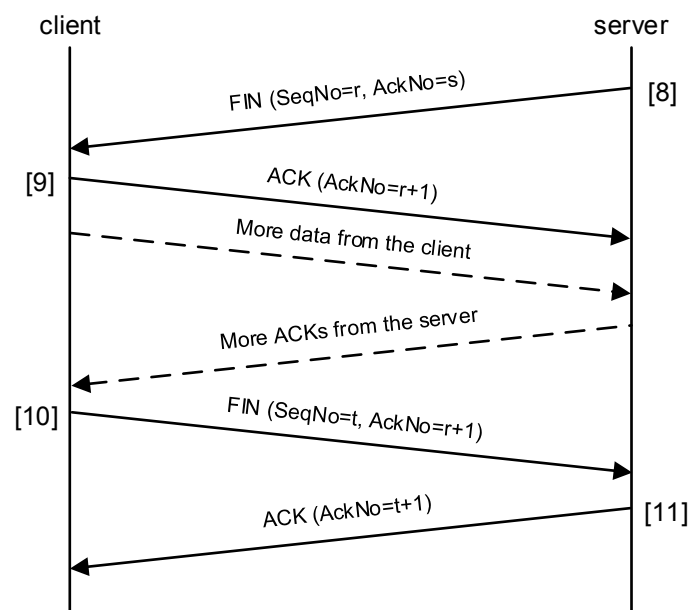 client
server
FIN (SeqNo=r, AckNo=s)
[8]
[9]
ACK (AckNo=r+1)
More data from the client
More ACKs from the server
[10]
FIN (SeqNo=t, AckNo=r+1)
ACK (AckNo=t+1)
[11]